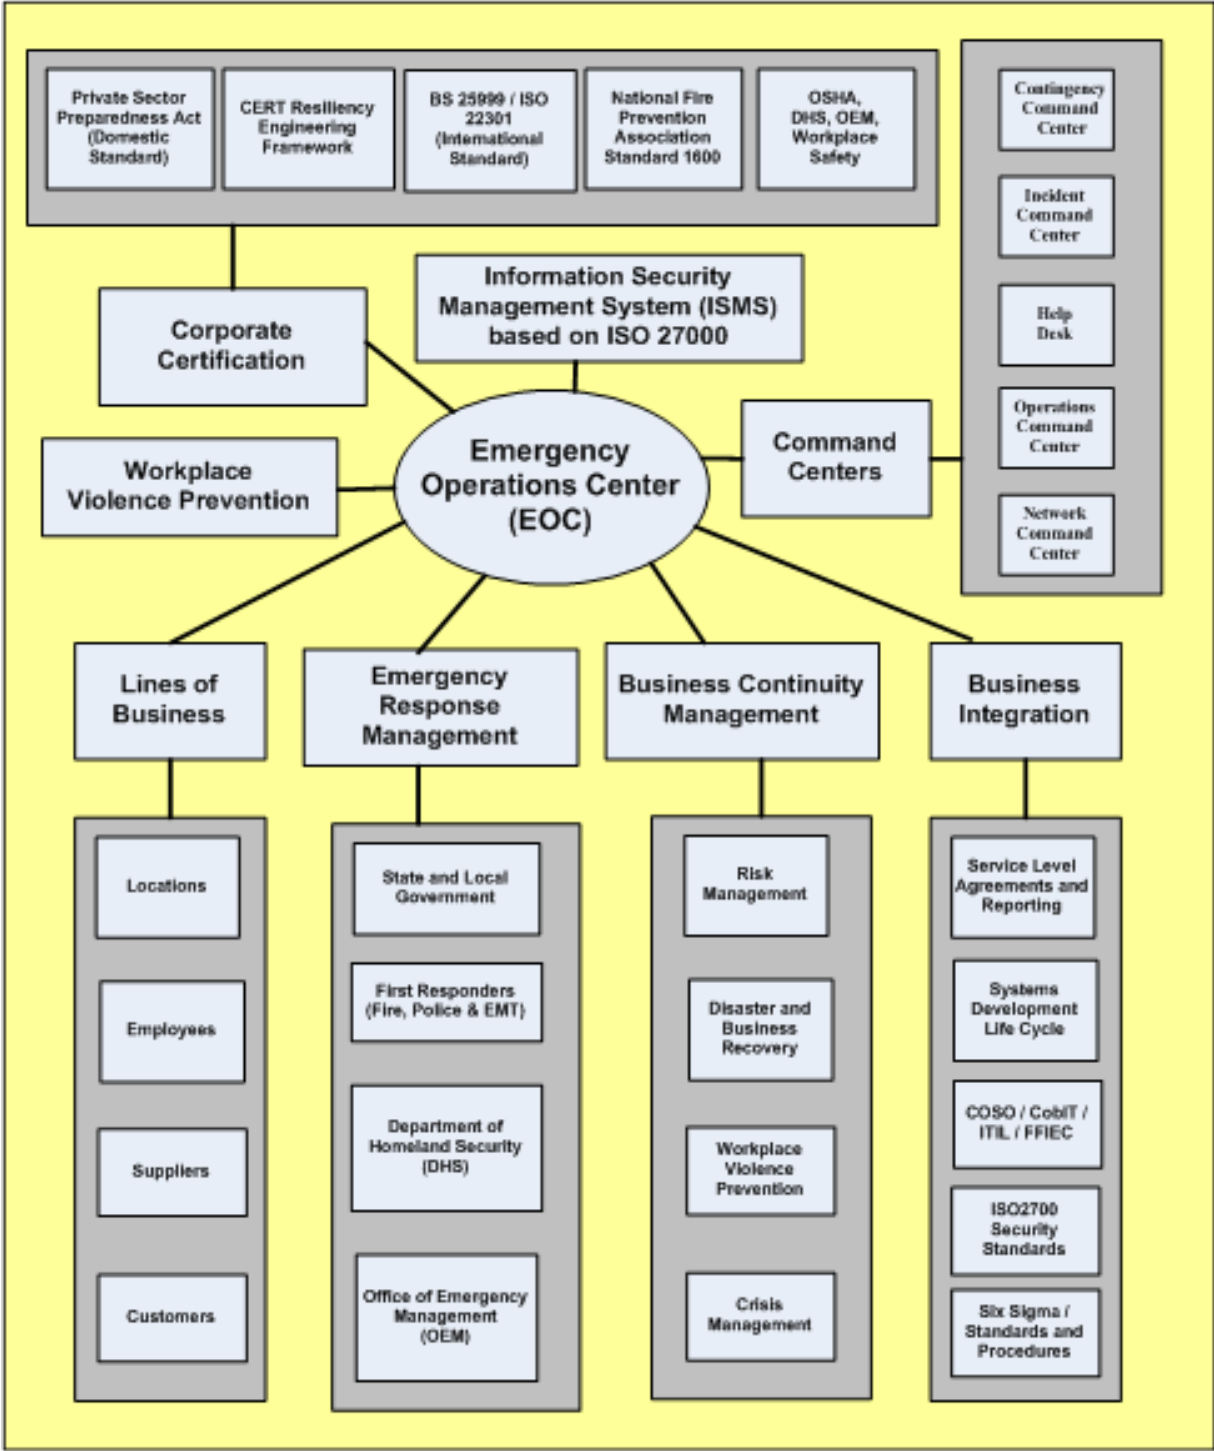 Private Sector
Preparedness Act
(Domestic
Standard)
CERT Resiliency
Engineering
Framework
BS 25999 / ISO
22301
(International
Standard)
National Fire
Prevention
Association
Standard 1600
OSHA,
DHS, OEM,
Workplace
Safety
Contingency
Command
Center
Incident
Command
Center
Help
Desk
Operations
Command
Center
Network
Command
Center
Corporate
Certification
Information Security
Management System (ISMS)
based on ISO 27000
Workplace
Violence Prevention
Emergency
Operations Center
(EOC)
Command
Centers
Lines of
Business
Emergency
Response
Management
Business Continuity
Management
Business
Integration
Locations
Employees
Suppliers
Customers
State and Local
Government
First Responders
(Fire, Police & EMT)
Department of
Homeland Security
(DHS)
Office of Emergency
Management
(OEM)
Risk
Management
Disaster and
Business
Recovery
Workplace
Violence
Prevention
Crisis
Management
Service Level
Agreements and
Reporting
Systems
Development
Life Cycle
COSO / CobIT /
ITIL / FFIEC
ISO2700
Security
Standards
Six Sigma /
Standards and
Procedures